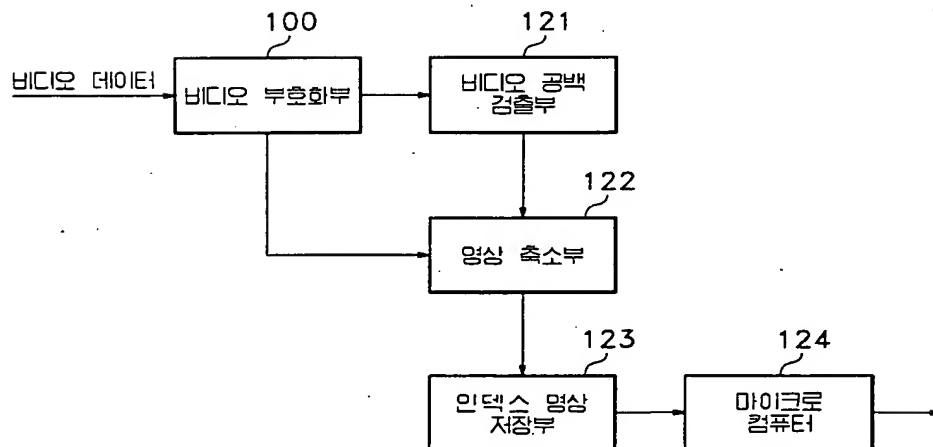 100
121
비디오 데이터
비디오 부호화부
비디오 공백
검출부
122
영상 축소부
123
124
인덱스 영상
저장부
마이크로
컴퓨터